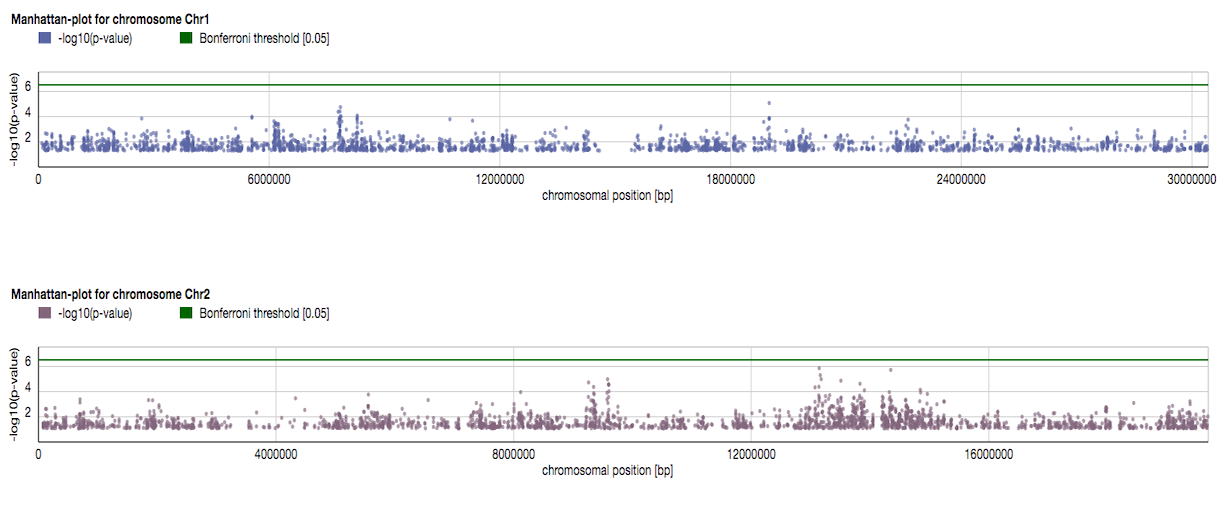 Manhattan-plot for chromosome Chr1
-log10(p-value) Bonferroni threshold [0.05]
-log10(p-value)
6
4
2
0 6000000 12000000 18000000 24000000 30000000
chromosomal position [bp]
Manhattan-plot for chromosome Chr2
-log10(p-value) Bonferroni threshold [0.05]
-log10(p-value)
6
4
2
0 4000000 8000000 12000000 16000000
chromosomal position [bp]